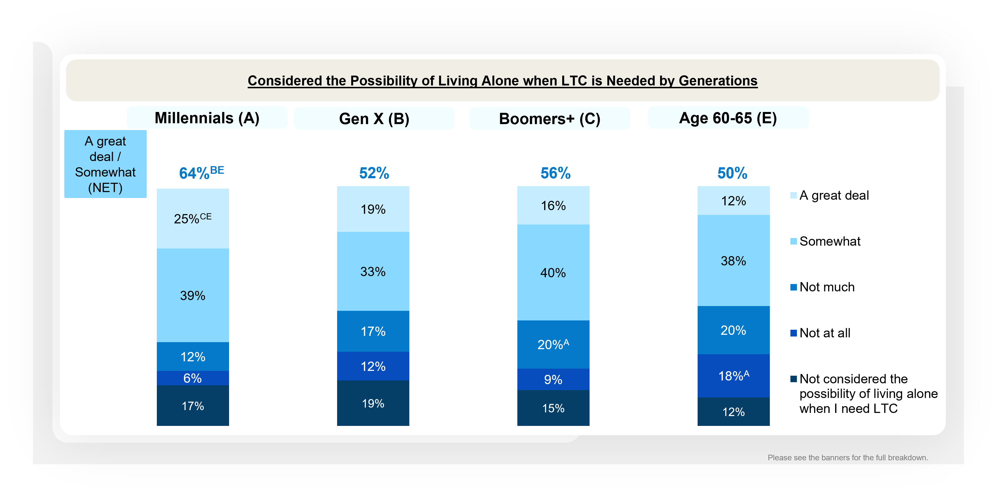 Considered the Possibility of Living Alone when LTC is Needed by Generations
Millennials (A)
Gen X (B)
Boomers+ (C)
Age 60-65 (E)
A great
deal /
Somewhat
(NET)
64%BE
52%
56%
50%
25%CE
39%
12%
6%
17%
19%
33%
17%
12%
19%
16%
40%
20%A
9%
15%
12%
38%
20%
18%A
12%
A great deal
Somewhat
Not much
Not at all
Not considered the
possibility of living alone
when I need LTC
Please see the banners for the full breakdown.